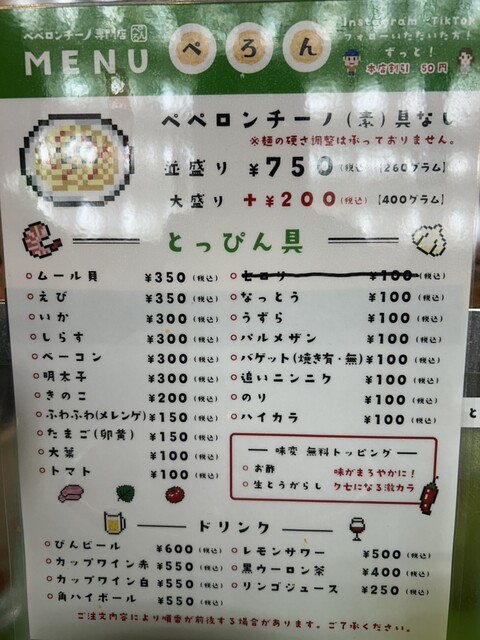 ペペロンチーノ専門店
MENU
ぺろん
Instagram・TikTok
フォローいただいた方!
ずっと!
本店割引 50円
ペペロンチーノ(素)具なし
※麺の硬さ調整は承っておりません。
並盛り ¥750(税込)【260グラム】
大盛り +¥200(税込)【400グラム】
とっぴん具
○ムール貝 ¥350(税込)
○えび ¥350(税込)
○いか ¥300(税込)
○しらす ¥300(税込)
○ベーコン ¥300(税込)
○明太子 ¥300(税込)
○きのこ ¥200(税込)
○ふわふわ(メレンゲ) ¥150(税込)
○たまご(卵黄) ¥150(税込)
○大葉 ¥100(税込)
○トマト ¥100(税込)
○セロリ ¥100(税込)
○なっとう ¥100(税込)
○うずら ¥100(税込)
○パルメザン ¥100(税込)
○バゲット(焼き有・無) ¥100(税込)
○追いニンニク ¥100(税込)
○のり ¥100(税込)
○ハイカラ ¥100(税込)
味変 無料トッピング
○お酢 味がまろやかに!
○生とうがらし クセになる激カラ
ドリンク
○びんビール ¥600(税込)
○カップワイン赤 ¥550(税込)
○カップワイン白 ¥550(税込)
○角ハイボール ¥550(税込)
○レモンサワー ¥500(税込)
○黒ウーロン茶 ¥400(税込)
○リンゴジュース ¥250(税込)
ご注文内容により順番が前後する場合があります。ご了承ください。
と